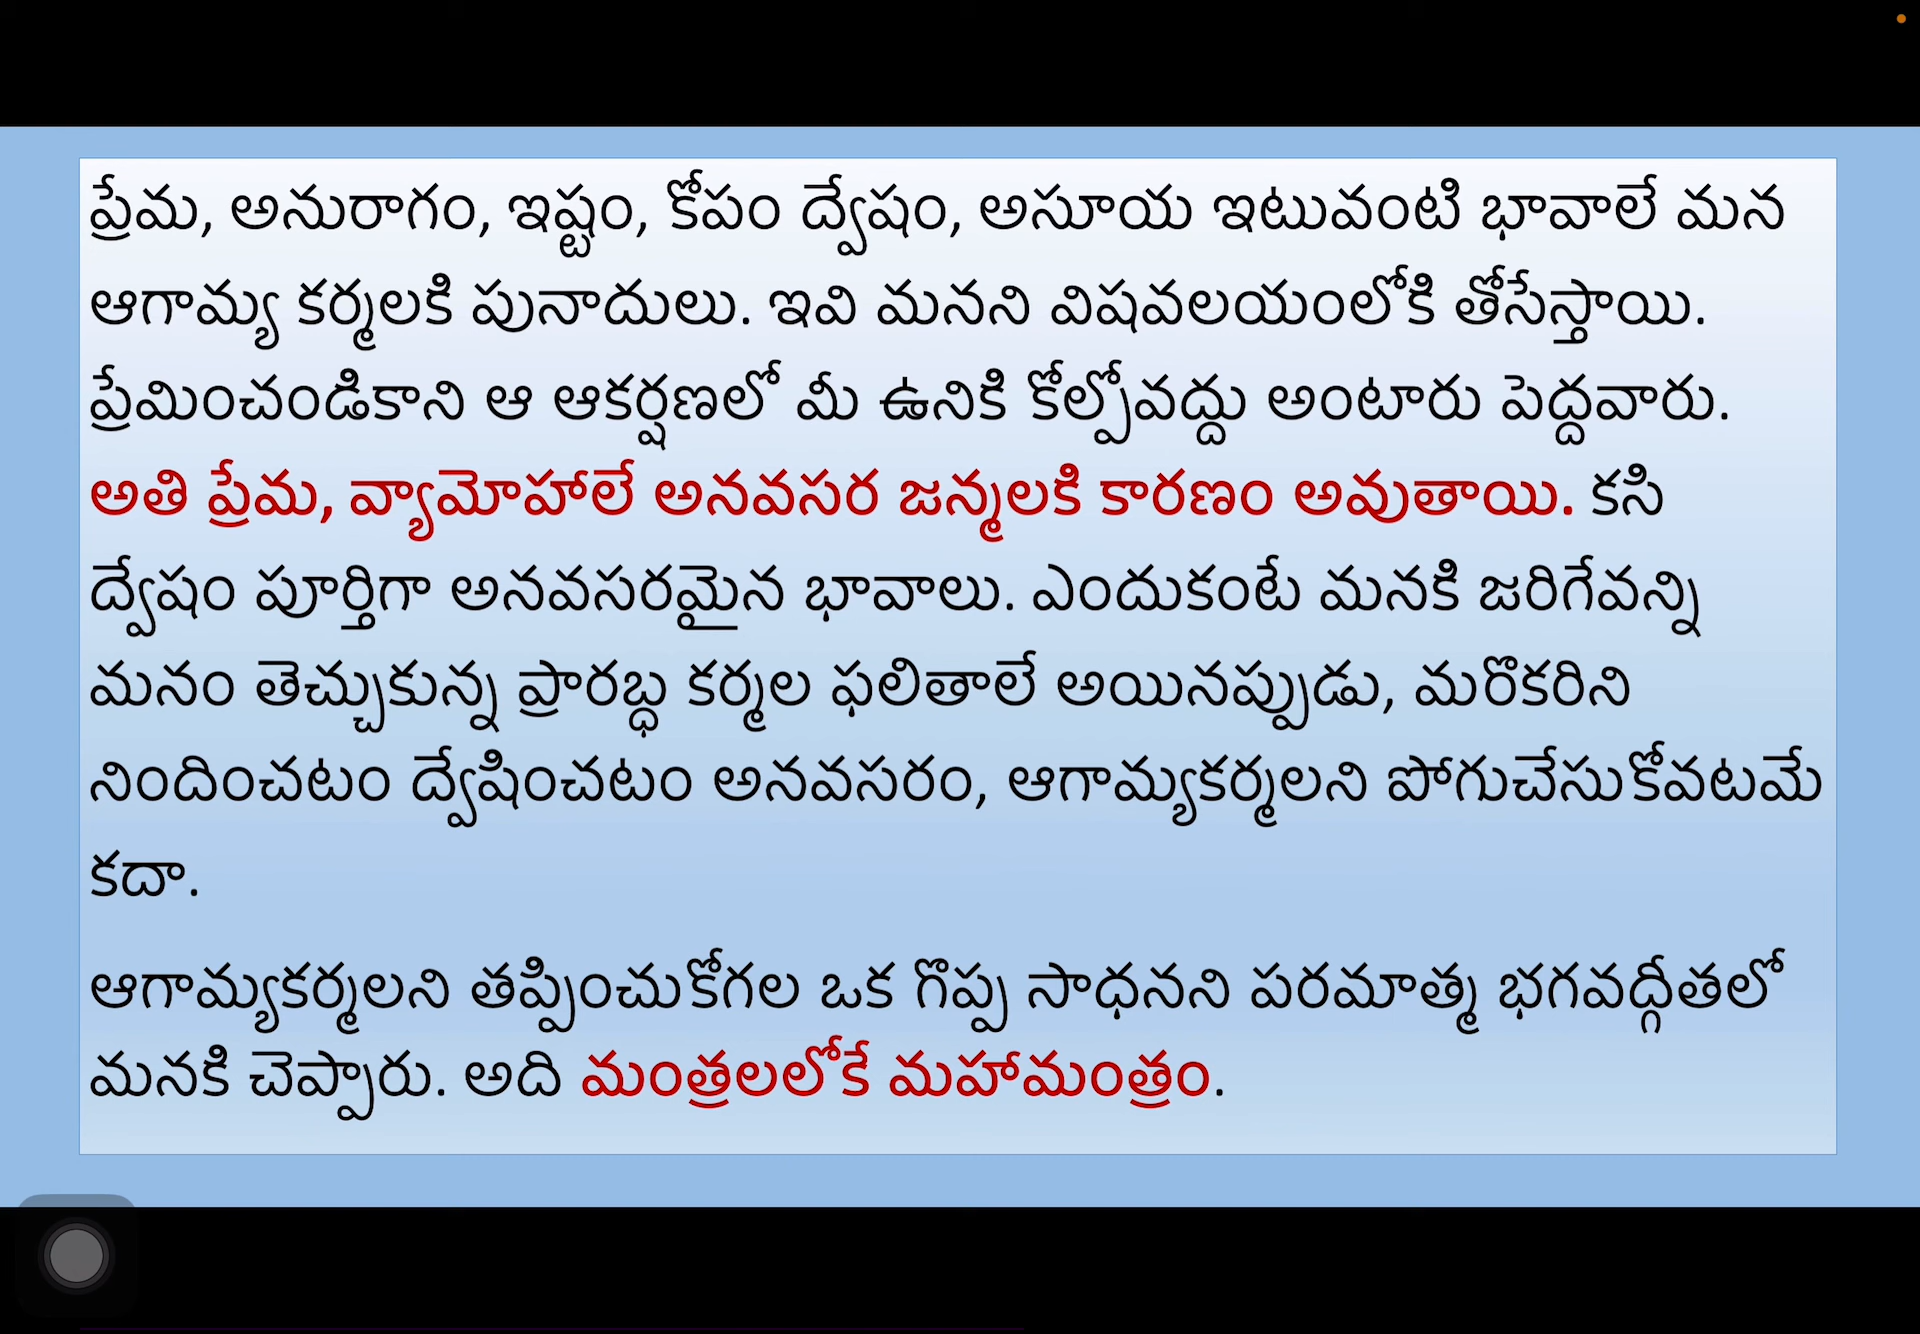 ప్రేమ, అనురాగం, ఇష్టం, కోపం ద్వేషం, అసూయ ఇటువంటి భావాలే మన
ఆగామ్య కర్మలకి పునాదులు. ఇవి మనని విషవలయంలోకి తోసేస్తాయి.
ప్రేమించండికాని ఆ ఆకర్షణలో మీ ఉనికి కోల్పోవద్దు అంటారు పెద్దవారు.
అతి ప్రేమ, వ్యామోహాలే అనవసర జన్మలకి కారణం అవుతాయి. కసి
ద్వేషం పూర్తిగా అనవసరమైన భావాలు. ఎందుకంటే మనకి జరిగేవన్ని
మనం తెచ్చుకున్న ప్రారబ్ధ కర్మల ఫలితాలే అయినప్పుడు, మరొకరిని
నిందించటం ద్వేషించటం అనవసరం, ఆగామ్యకర్మలని పోగుచేసుకోవటమే
కదా.
ఆగామ్యకర్మలని తప్పించుకోగల ఒక గొప్ప సాధనని పరమాత్మ భగవద్గీతలో
మనకి చెప్పారు. అది మంత్రలలోకే మహామంత్రం.